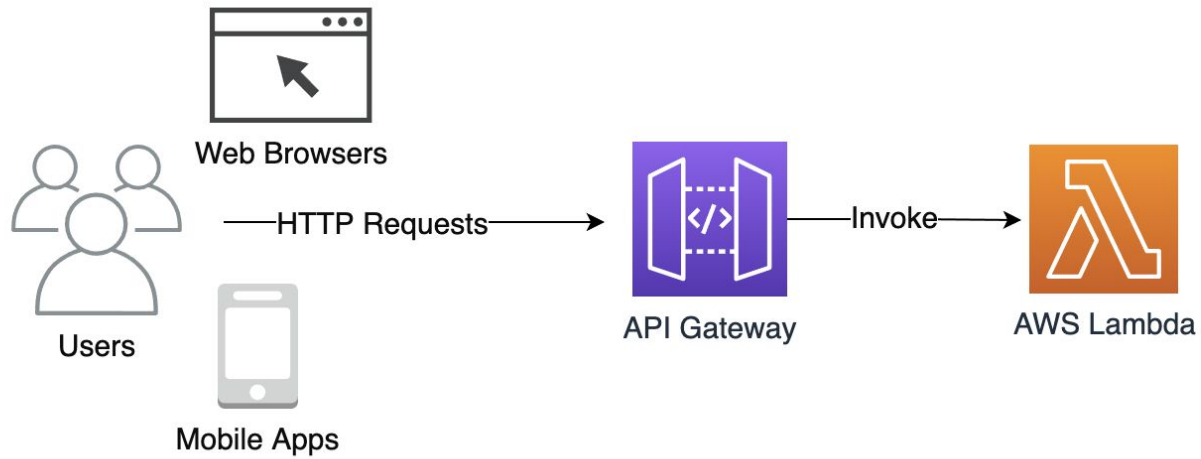 Web Browsers
Users
HTTP Requests
Mobile Apps
</>
API Gateway
Invoke
AWS Lambda